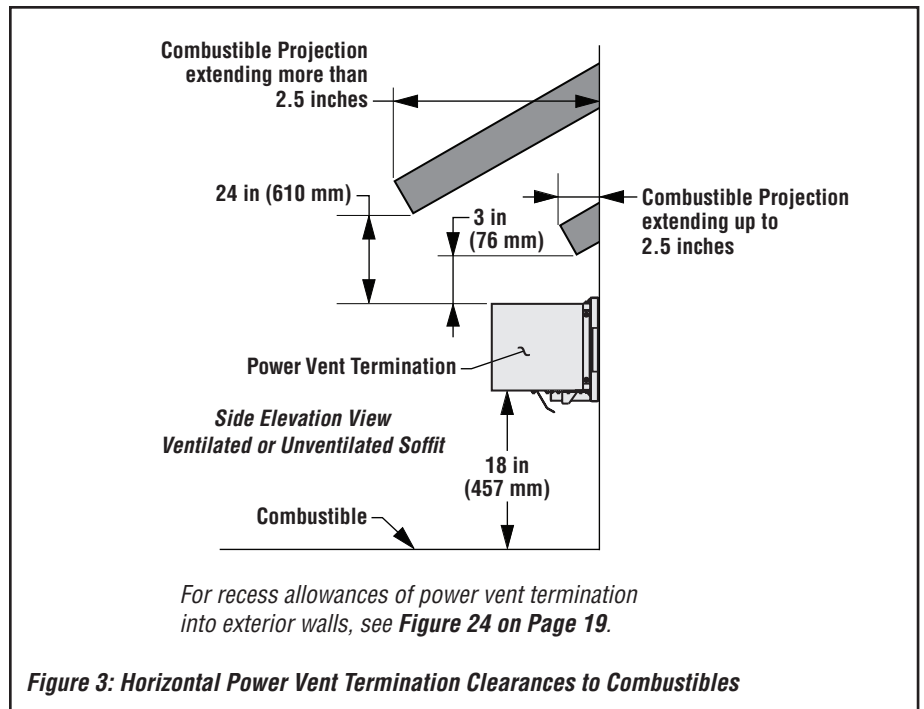 Combustible Projection
extending more than
2.5 inches
24 in (610 mm)
3 in
(76 mm)
Combustible Projection
extending up to
2.5 inches
Power Vent Termination
Side Elevation View
Ventilated or Unventilated Soffit
18 in
(457 mm)
Combustible
For recess allowances of power vent termination
into exterior walls, see Figure 24 on Page 19.
Figure 3: Horizontal Power Vent Termination Clearances to Combustibles